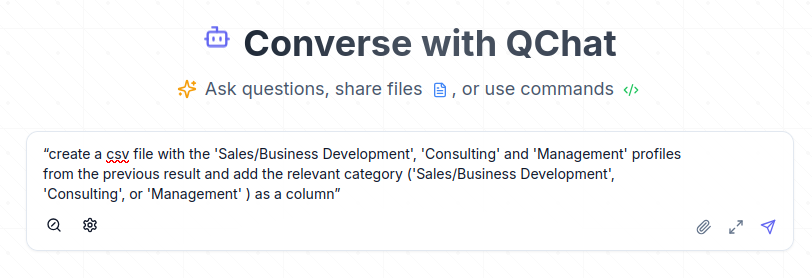 Converse with QChat
Ask questions, share files , or use commands
“create a csv file with the 'Sales/Business Development', 'Consulting' and 'Management' profiles
from the previous result and add the relevant category ('Sales/Business Development',
'Consulting', or 'Management' ) as a column”